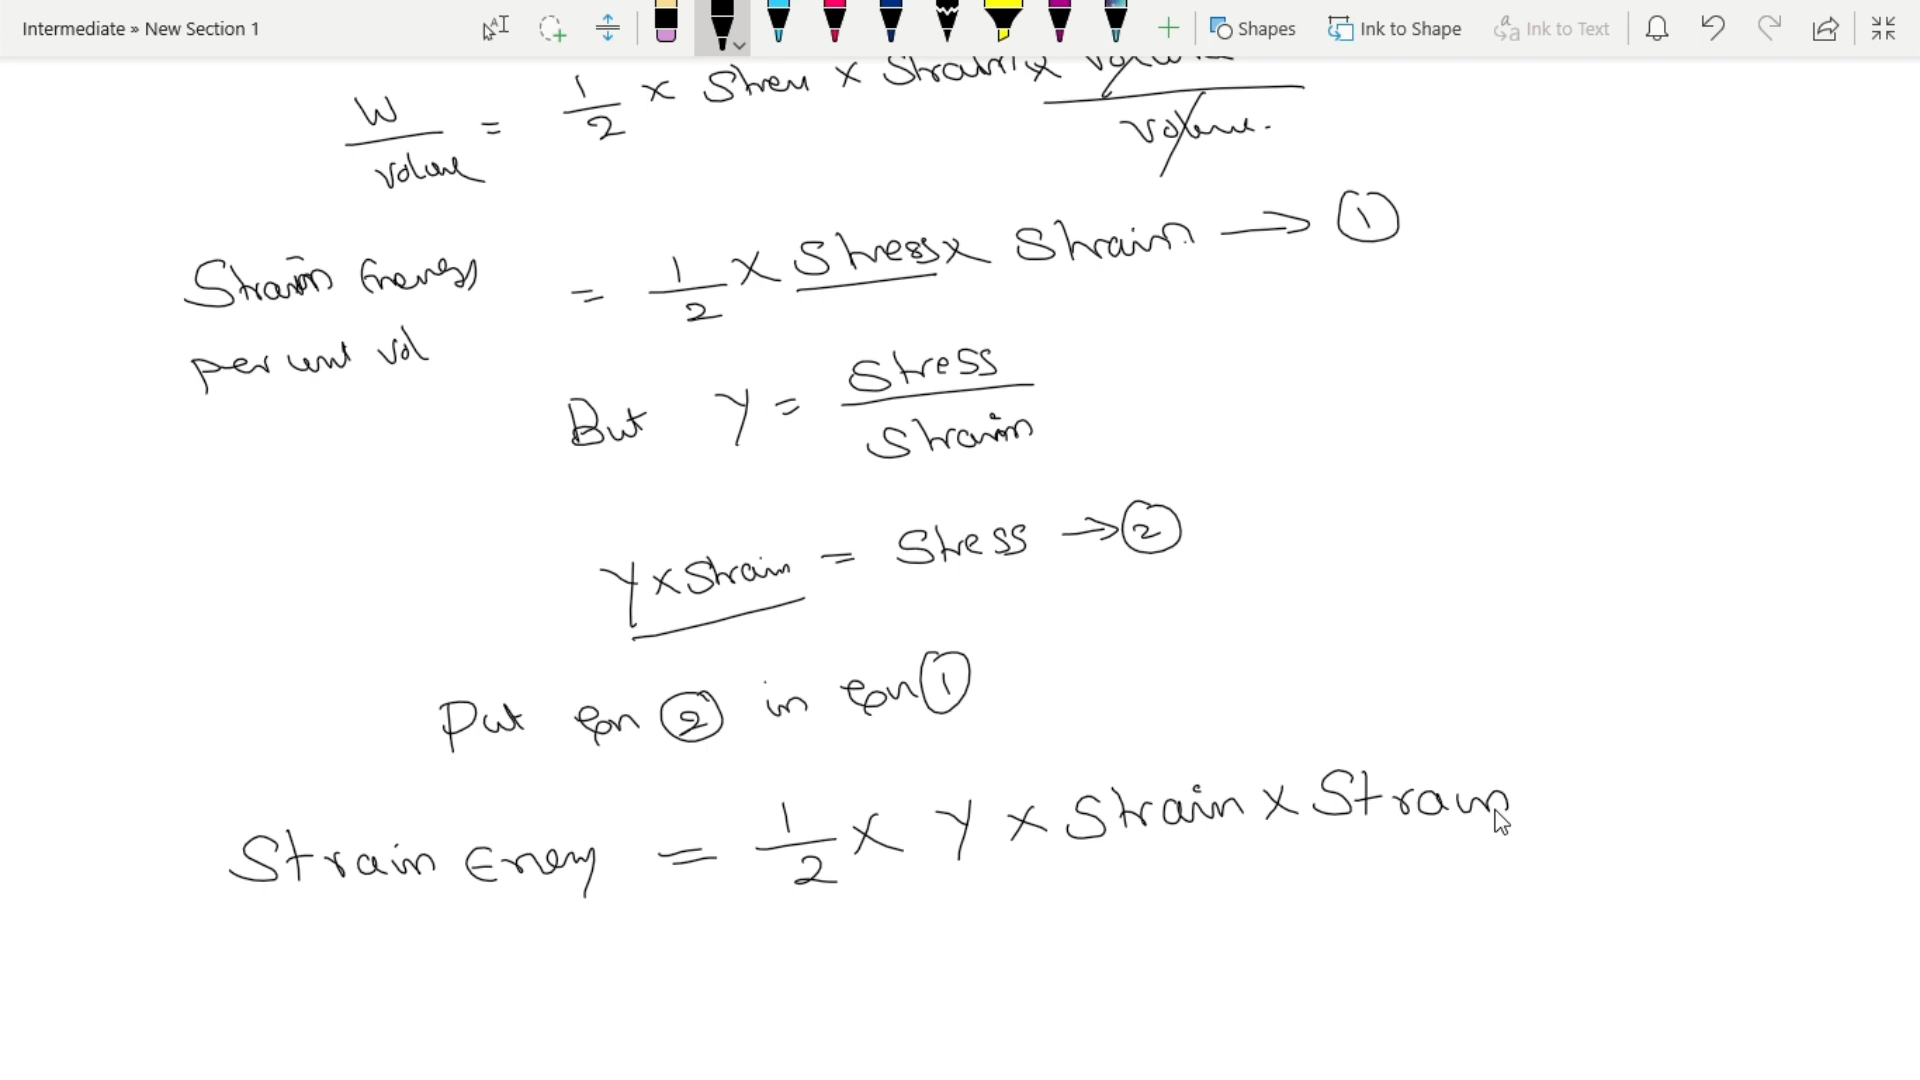 Intermediate » New Section 1
Shapes
Ink to Shape
Ink to Text
W/volume = 1/2 x Stress x Strain x volume/volume.
Strain Energy per unit vol = 1/2 x Stress x Strain → ①
But Y = Stress/Strain
Y x Strain = Stress → ②
Put Eqn ② in Eqn ①
Strain Energy = 1/2 x Y x Strain x Strain